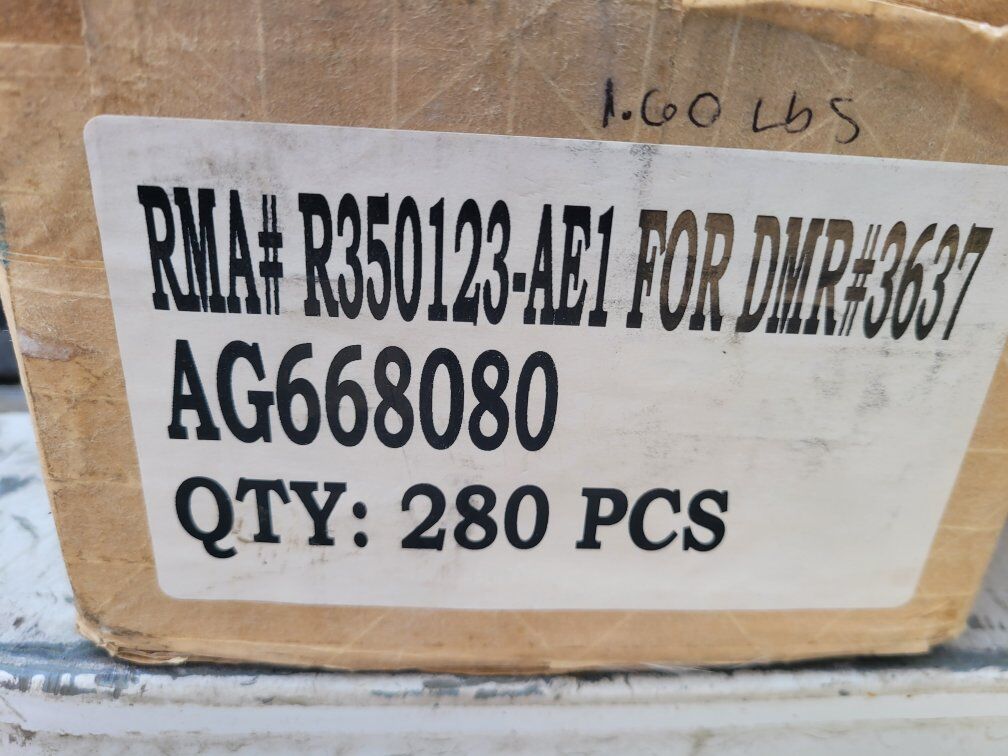 1.60 Lbs
RMA# R350123-AE1 FOR DMR#3637
AG668080
QTY: 280 PCS